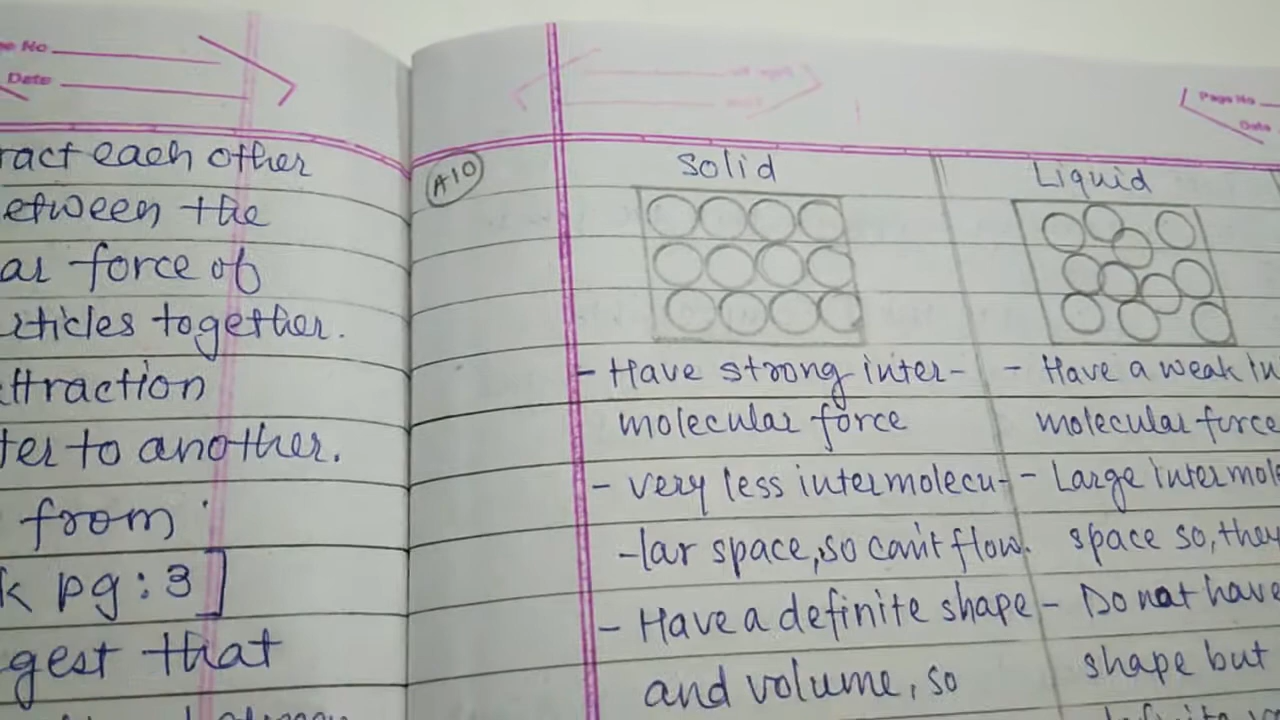 Page No
Date
ract each other
etween the
ar force of
rticles together.
ttraction
ter to another.
from
k pg: 3]
gest that
A10
Solid
- Have strong inter-
molecular force
- very less intermolecu-
-lar space, so can't flow.
- Have a definite shape
and volume, so
Page No
Date
Liquid
- Have a weak in
molecular force
- Large intermole
space so, they
- Do not have
shape but